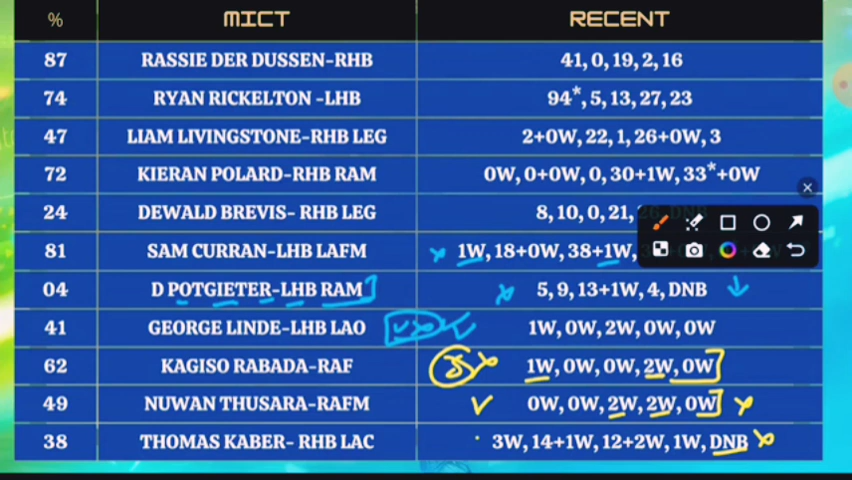 % MICT RECENT
87 RASSIE DER DUSSEN-RHB 41, 0, 19, 2, 16
74 RYAN RICKELTON -LHB 94*, 5, 13, 27, 23
47 LIAM LIVINGSTONE-RHB LEG 2+0W, 22, 1, 26+0W, 3
72 KIERAN POLARD-RHB RAM 0W, 0+0W, 0, 30+1W, 33*+0W
24 DEWALD BREVIS- RHB LEG 8, 10, 0, 21,
81 SAM CURRAN-LHB LAFM 1W, 18+0W, 38+1W,
04 D POTGIETER-LHB RAM 5, 9, 13+1W, 4, DNB
41 GEORGE LINDE-LHB LAO 1W, 0W, 2W, 0W, 0W
62 KAGISO RABADA-RAF 1W, 0W, 0W, 2W, 0W
49 NUWAN THUSARA-RAFM 0W, 0W, 2W, 2W, 0W
38 THOMAS KABER- RHB LAC 3W, 14+1W, 12+2W, 1W, DNB